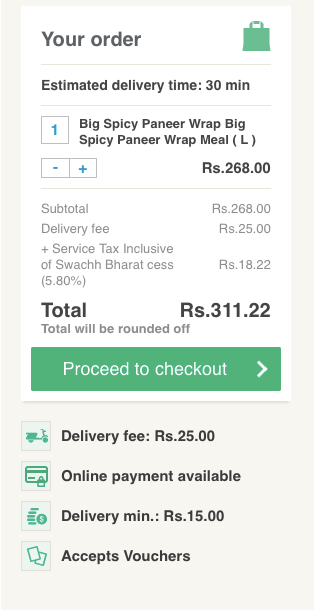 Your order
Estimated delivery time: 30 min
1 Big Spicy Paneer Wrap Big
Spicy Paneer Wrap Meal ( L )
- + Rs.268.00
Subtotal Rs.268.00
Delivery fee Rs.25.00
+ Service Tax Inclusive
of Swachh Bharat cess Rs.18.22
(5.80%)
Total Rs.311.22
Total will be rounded off
Proceed to checkout
Delivery fee: Rs.25.00
Online payment available
Delivery min.: Rs.15.00
Accepts Vouchers